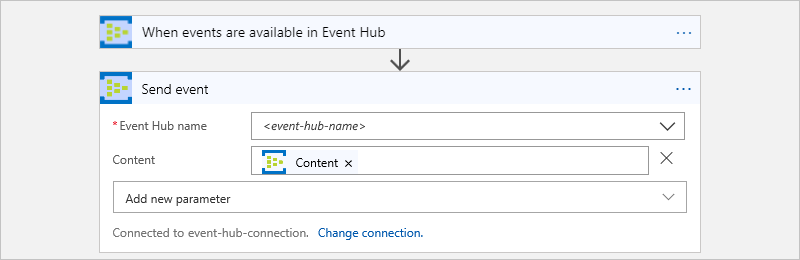 When events are available in Event Hub
Send event
*Event Hub name
<event-hub-name>
Content
Content ×
Add new parameter
Connected to event-hub-connection. Change connection.